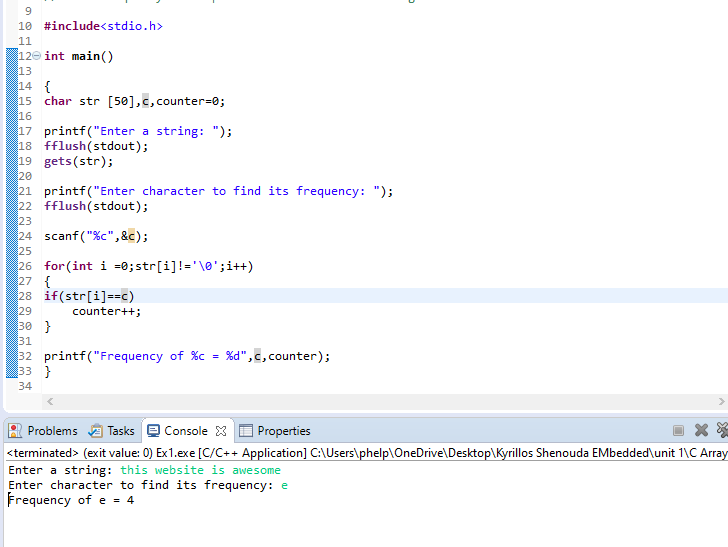 9
10 #include<stdio.h>
11
12 int main()
13
14 {
15 char str [50],c,counter=0;
16
17 printf("Enter a string: ");
18 fflush(stdout);
19 gets(str);
20
21 printf("Enter character to find its frequency: ");
22 fflush(stdout);
23
24 scanf("%c",&c);
25
26 for(int i =0;str[i]!='\0';i++)
27 {
28 if(str[i]==c)
29     counter++;
30 }
31
32 printf("Frequency of %c = %d",c,counter);
33 }
34
Problems Tasks Console Properties
<terminated> (exit value: 0) Ex1.exe [C/C++ Application] C:\Users\phelp\OneDrive\Desktop\Kyrillos Shenouda EMbedded\unit 1\C Array
Enter a string: this website is awesome
Enter character to find its frequency: e
Frequency of e = 4